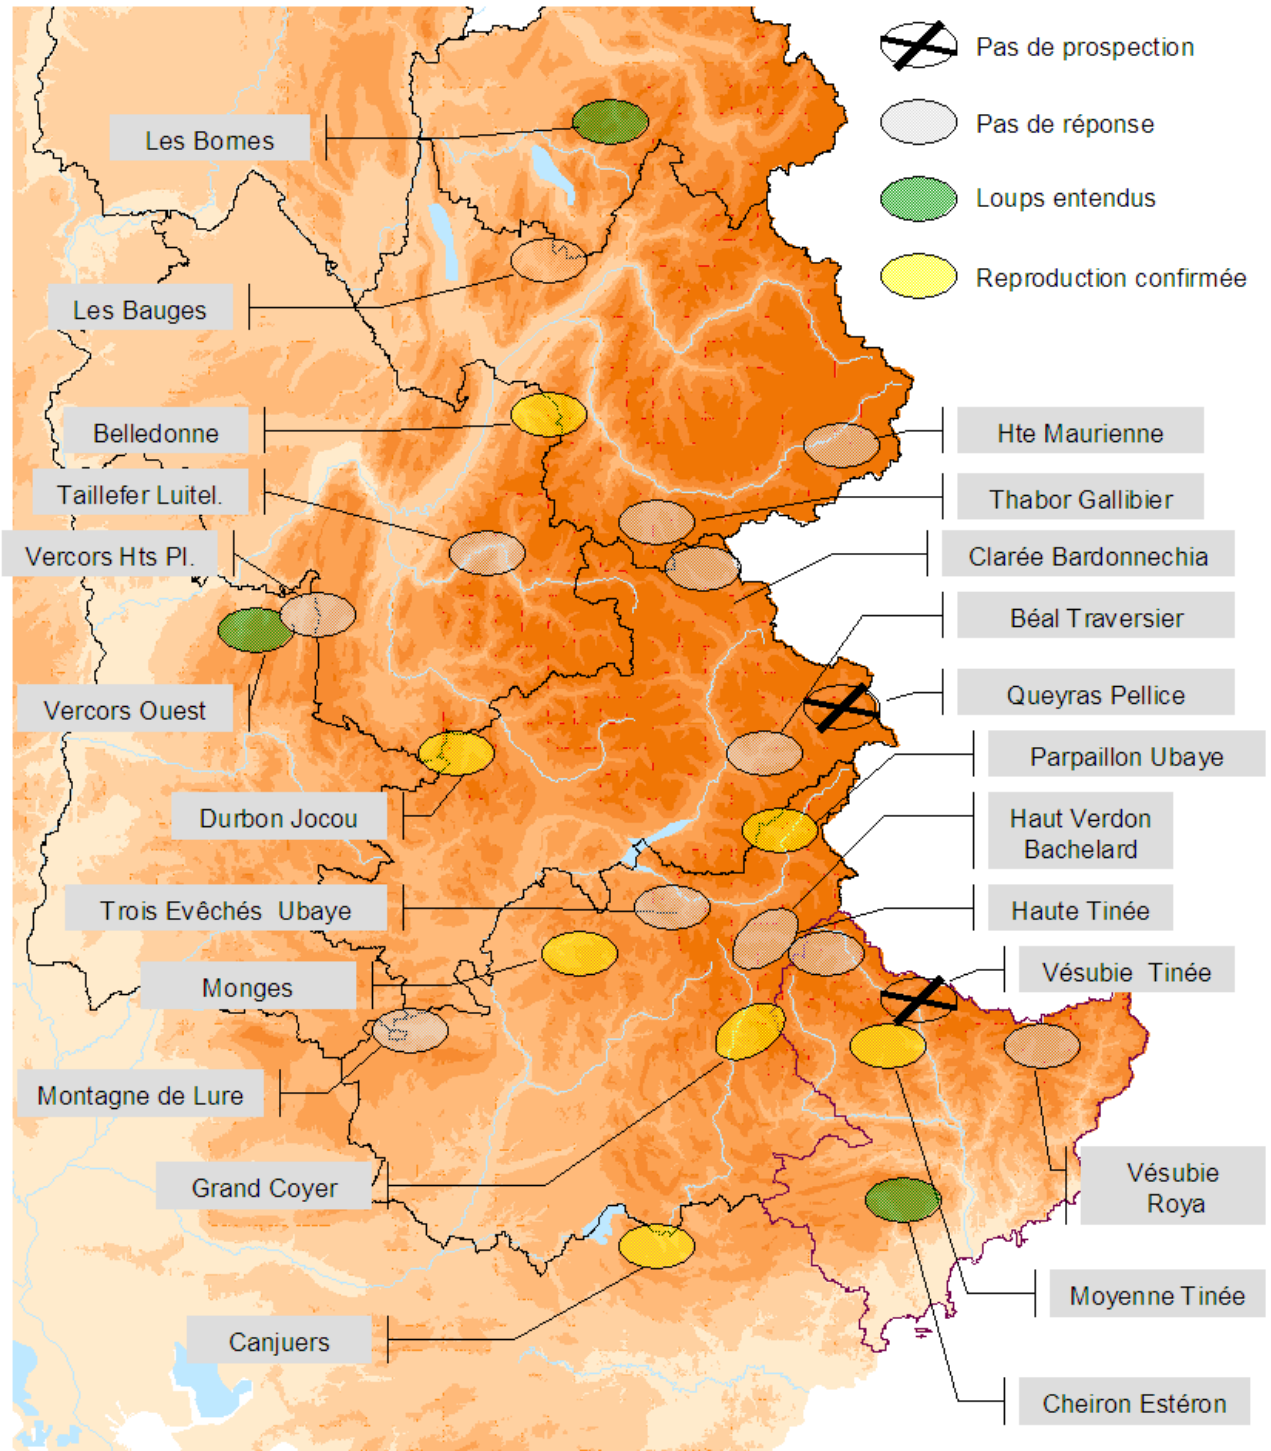 Pas de prospection
Pas de réponse
Loups entendus
Reproduction confirmée
Les Bornes
Les Bauges
Belledonne
Taillefer Luitel.
Vercors Hts Pl.
Vercors Ouest
Durbon Jocou
Trois Evêchés Ubaye
Monges
Montagne de Lure
Grand Coyer
Canjuers
Hte Maurienne
Thabor Gallibier
Clarée Bardonnechia
Béal Traversier
Queyras Pellice
Parpaillon Ubaye
Haut Verdon
Bachelard
Haute Tinée
Vésubie Tinée
Vésubie
Roya
Moyenne Tinée
Cheiron Estéron